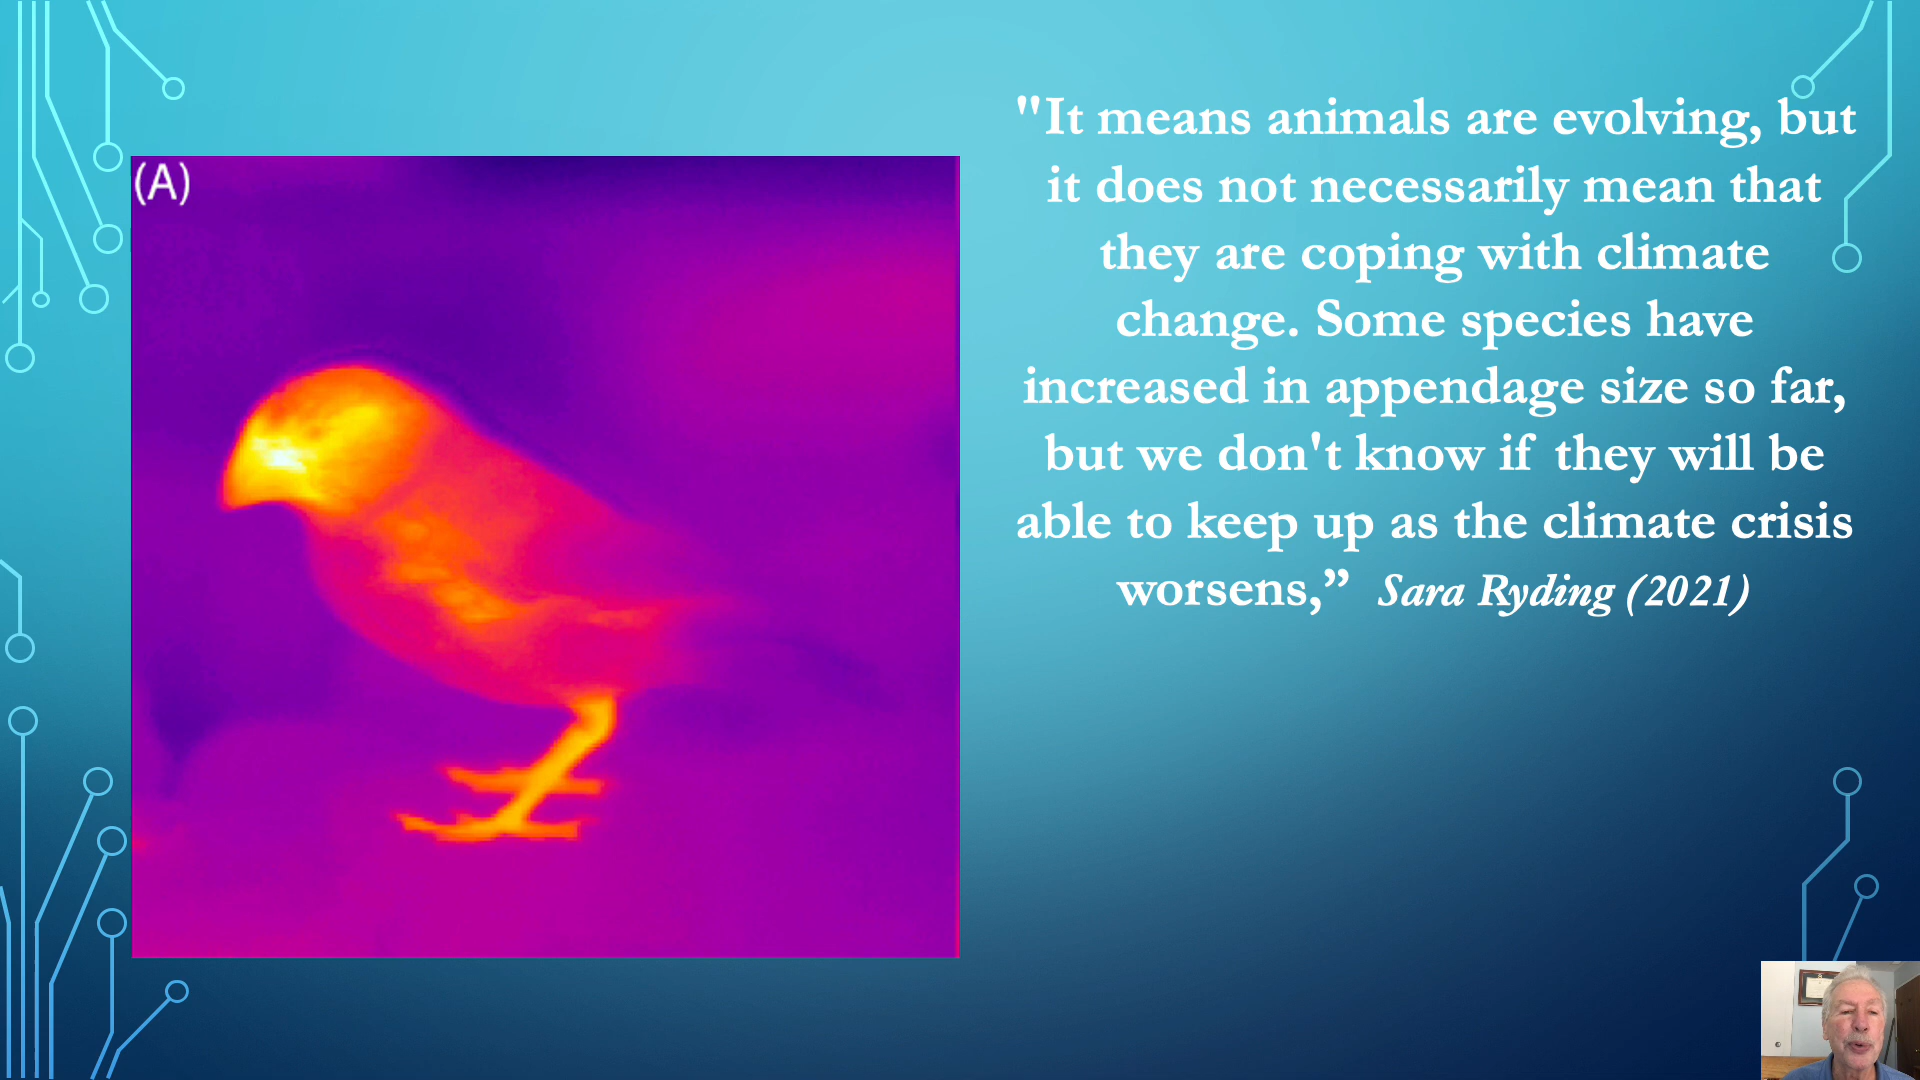 (A)
"It means animals are evolving, but
it does not necessarily mean that
they are coping with climate
change. Some species have
increased in appendage size so far,
but we don't know if they will be
able to keep up as the climate crisis
worsens,” Sara Ryding (2021)